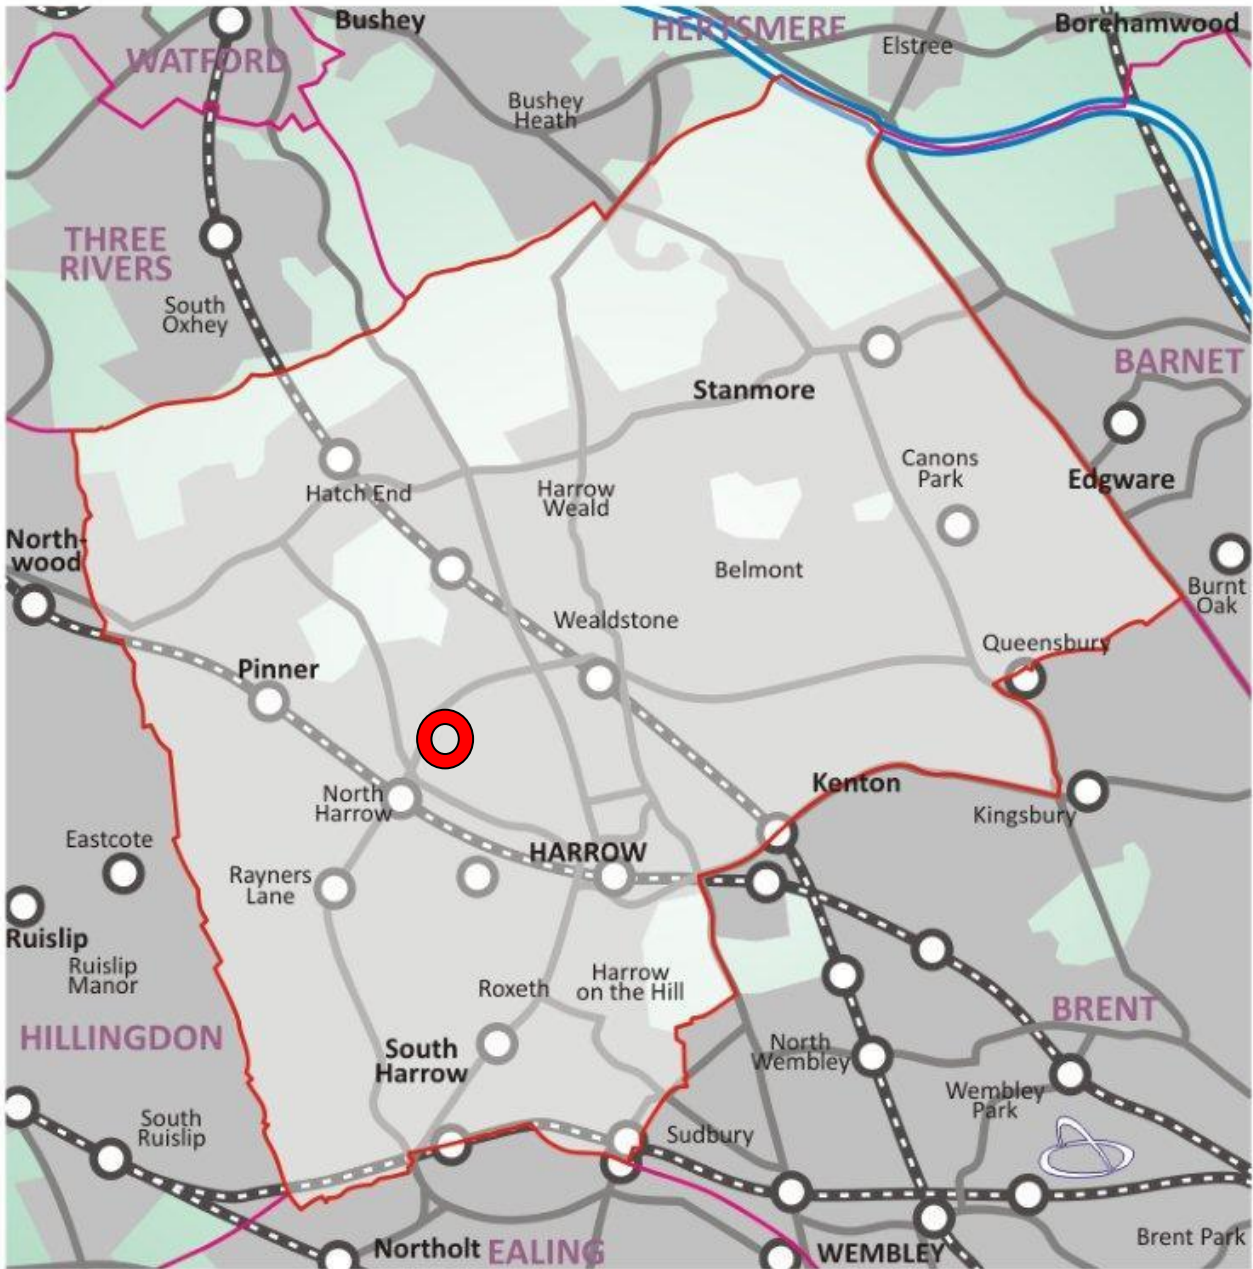 Bushey
HERTSMERE
Borehamwood
WATFORD
Elstree
Bushey
Heath
THREE
RIVERS
South
Oxhey
BARNET
Stanmore
Canons
Park
Edgware
Hatch End
Harrow
Weald
North-
wood
Belmont
Burnt
Oak
Wealdstone
Queensbury
Pinner
Kenton
North
Harrow
Kingsbury
Eastcote
HARROW
Rayners
Lane
Ruislip
Ruislip
Manor
Harrow
on the Hill
Roxeth
BRENT
HILLINGDON
South
Harrow
North
Wembley
Wembley
Park
South
Ruislip
Sudbury
Brent Park
Northolt
EALING
WEMBLEY